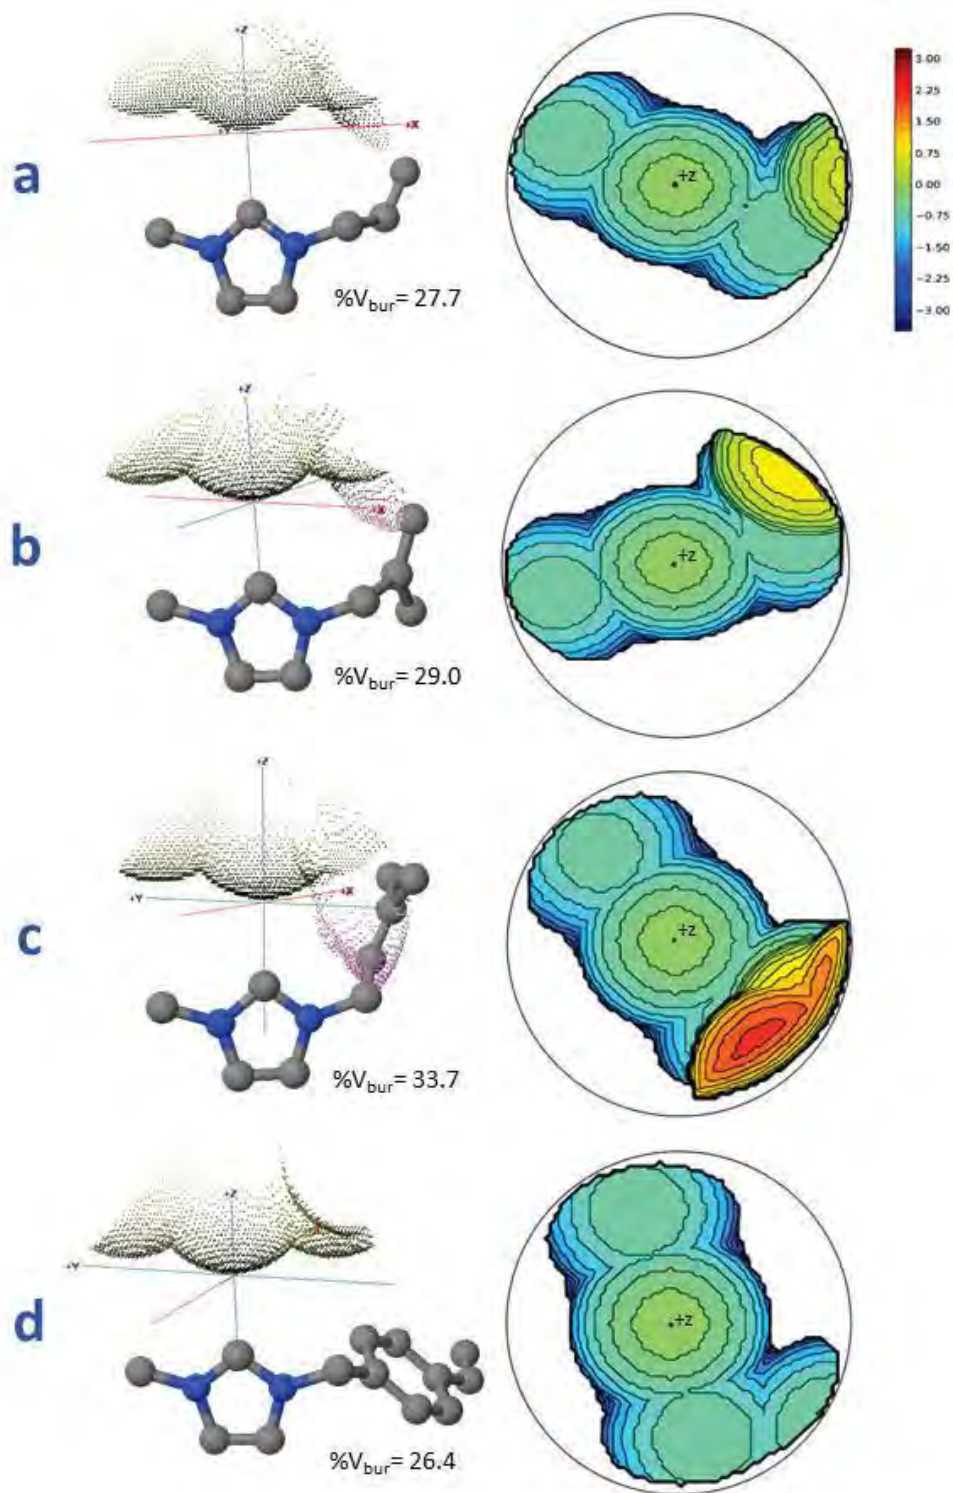 +Z
+Y
+X
a
%Vbur= 27.7
+z
3.00
2.25
1.50
0.75
0.00
−0.75
−1.50
−2.25
−3.00
+Z
+X
b
%Vbur= 29.0
+z
+Z
+Y
+X
c
%Vbur= 33.7
+z
+Z
+Y
d
%Vbur= 26.4
+z